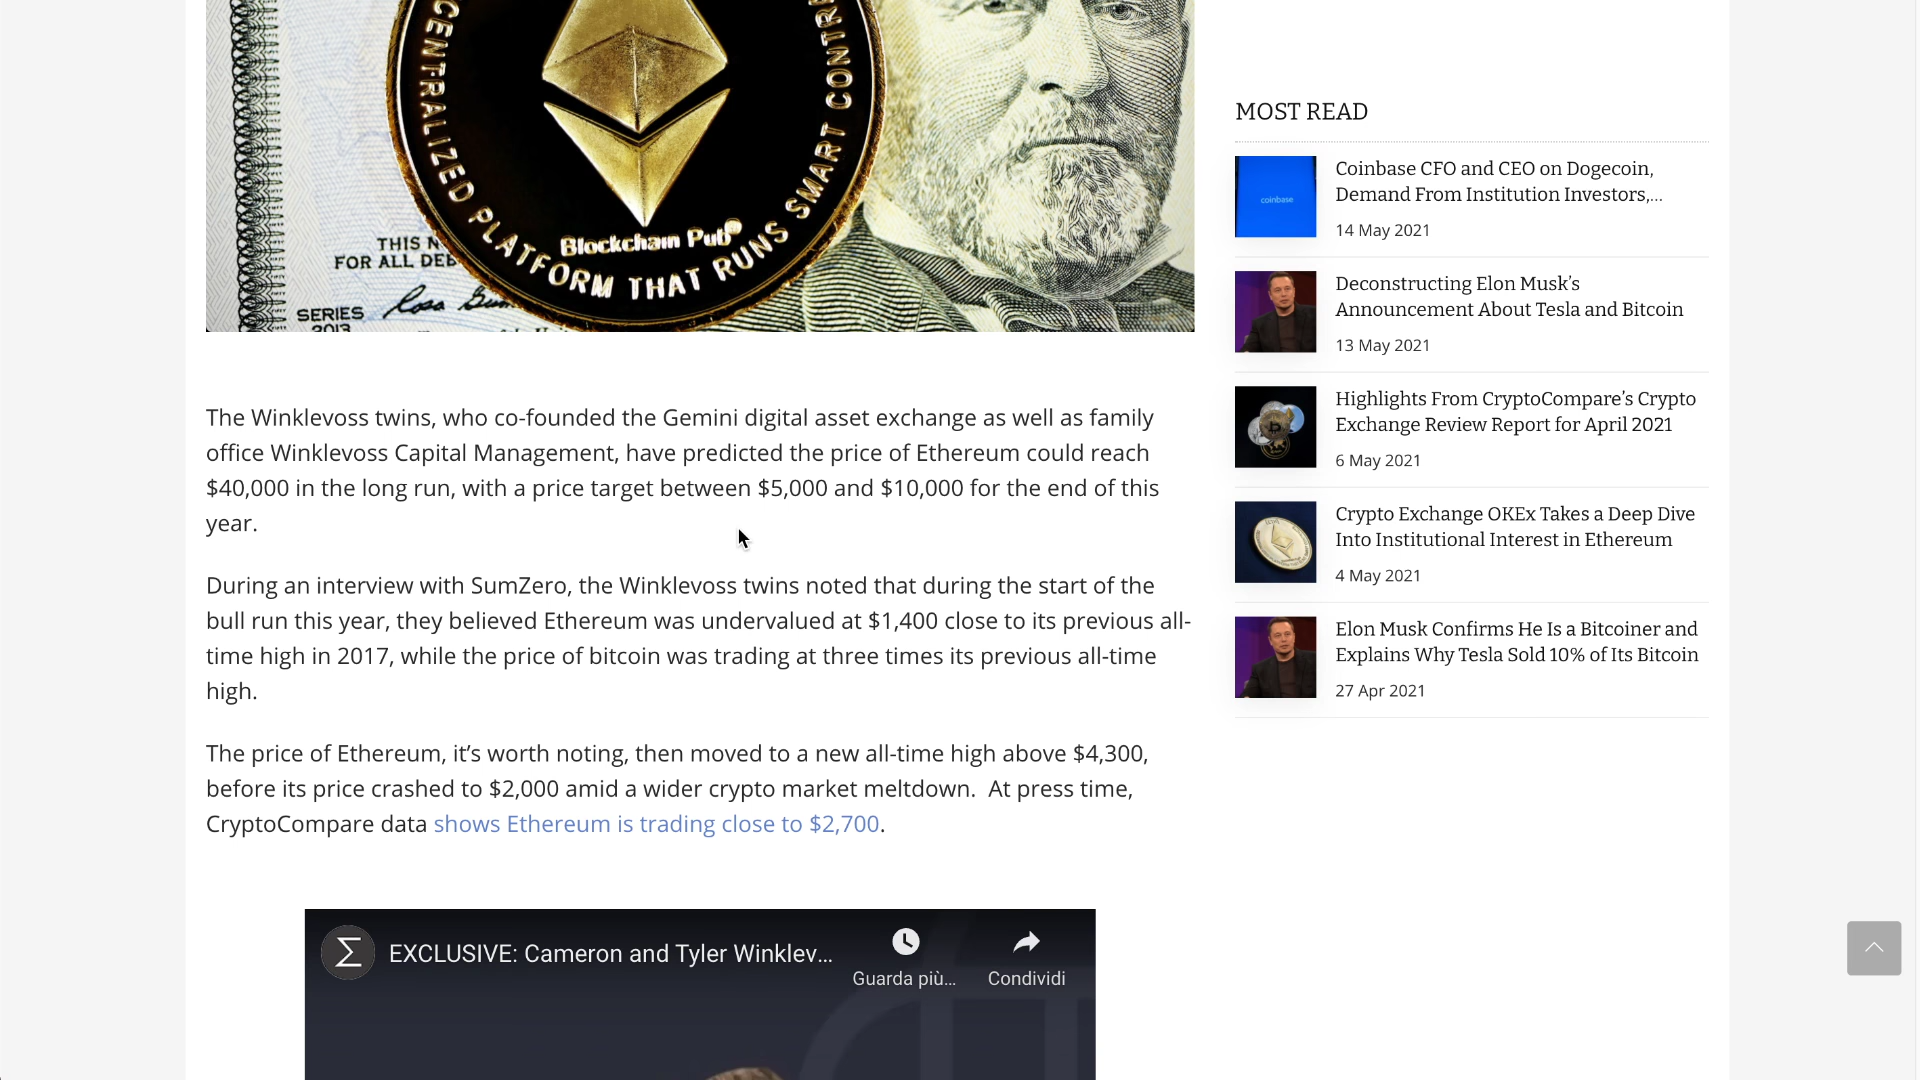 CENTRALIZED PLATFORM THAT RUNS SMART CONTR
Blockchain Pub
THIS N
FOR ALL DEB
SERIES
2013
The Winklevoss twins, who co-founded the Gemini digital asset exchange as well as family
office Winklevoss Capital Management, have predicted the price of Ethereum could reach
$40,000 in the long run, with a price target between $5,000 and $10,000 for the end of this
year.
During an interview with SumZero, the Winklevoss twins noted that during the start of the
bull run this year, they believed Ethereum was undervalued at $1,400 close to its previous all-
time high in 2017, while the price of bitcoin was trading at three times its previous all-time
high.
The price of Ethereum, it’s worth noting, then moved to a new all-time high above $4,300,
before its price crashed to $2,000 amid a wider crypto market meltdown.  At press time,
CryptoCompare data shows Ethereum is trading close to $2,700.
EXCLUSIVE: Cameron and Tyler Winklev...
Guarda più...
Condividi
MOST READ
coinbase
Coinbase CFO and CEO on Dogecoin,
Demand From Institution Investors,...
14 May 2021
Deconstructing Elon Musk’s
Announcement About Tesla and Bitcoin
13 May 2021
Highlights From CryptoCompare’s Crypto
Exchange Review Report for April 2021
6 May 2021
Crypto Exchange OKEx Takes a Deep Dive
Into Institutional Interest in Ethereum
4 May 2021
Elon Musk Confirms He Is a Bitcoiner and
Explains Why Tesla Sold 10% of Its Bitcoin
27 Apr 2021